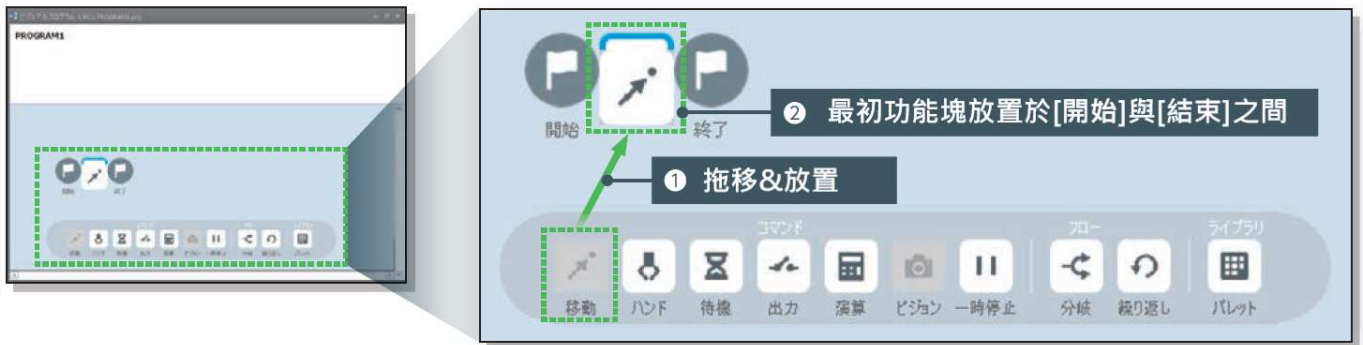 PROGRAM1
開始
終了
❷ 最初功能塊放置於[開始]與[結束]之間
❶ 拖移&放置
コマンド
フロー
ライブラリ
移動 ハンド 待機 出力 演算 ビジョン 一時停止 分岐 繰り返し パレット